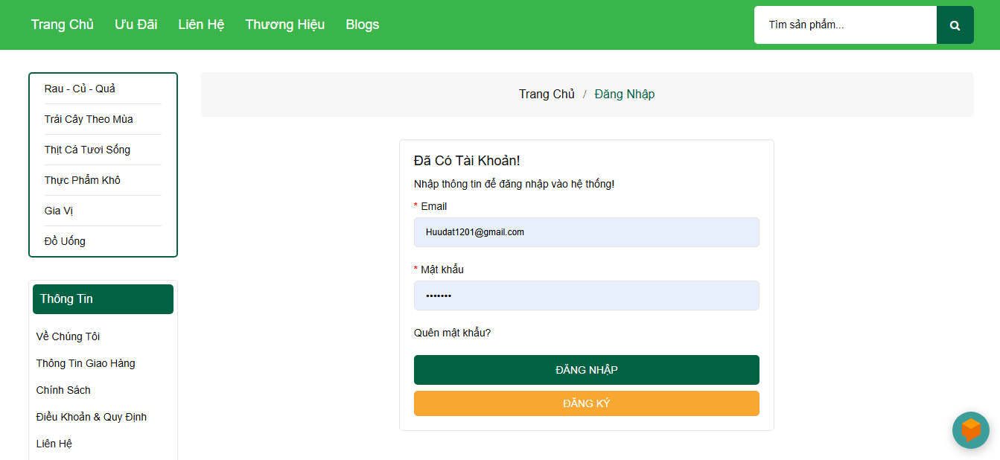 Trang Chủ Ưu Đãi Liên Hệ Thương Hiệu Blogs
Tìm sản phẩm...
Rau - Củ - Quả
Trái Cây Theo Mùa
Thịt Cá Tươi Sống
Thực Phẩm Khô
Gia Vị
Đồ Uống
Thông Tin
Về Chúng Tôi
Thông Tin Giao Hàng
Chính Sách
Điều Khoản & Quy Định
Liên Hệ
Trang Chủ / Đăng Nhập
Đã Có Tài Khoản!
Nhập thông tin để đăng nhập vào hệ thống!
* Email
Huudat1201@gmail.com
* Mật khẩu
•••••••
Quên mật khẩu?
ĐĂNG NHẬP
ĐĂNG KÝ